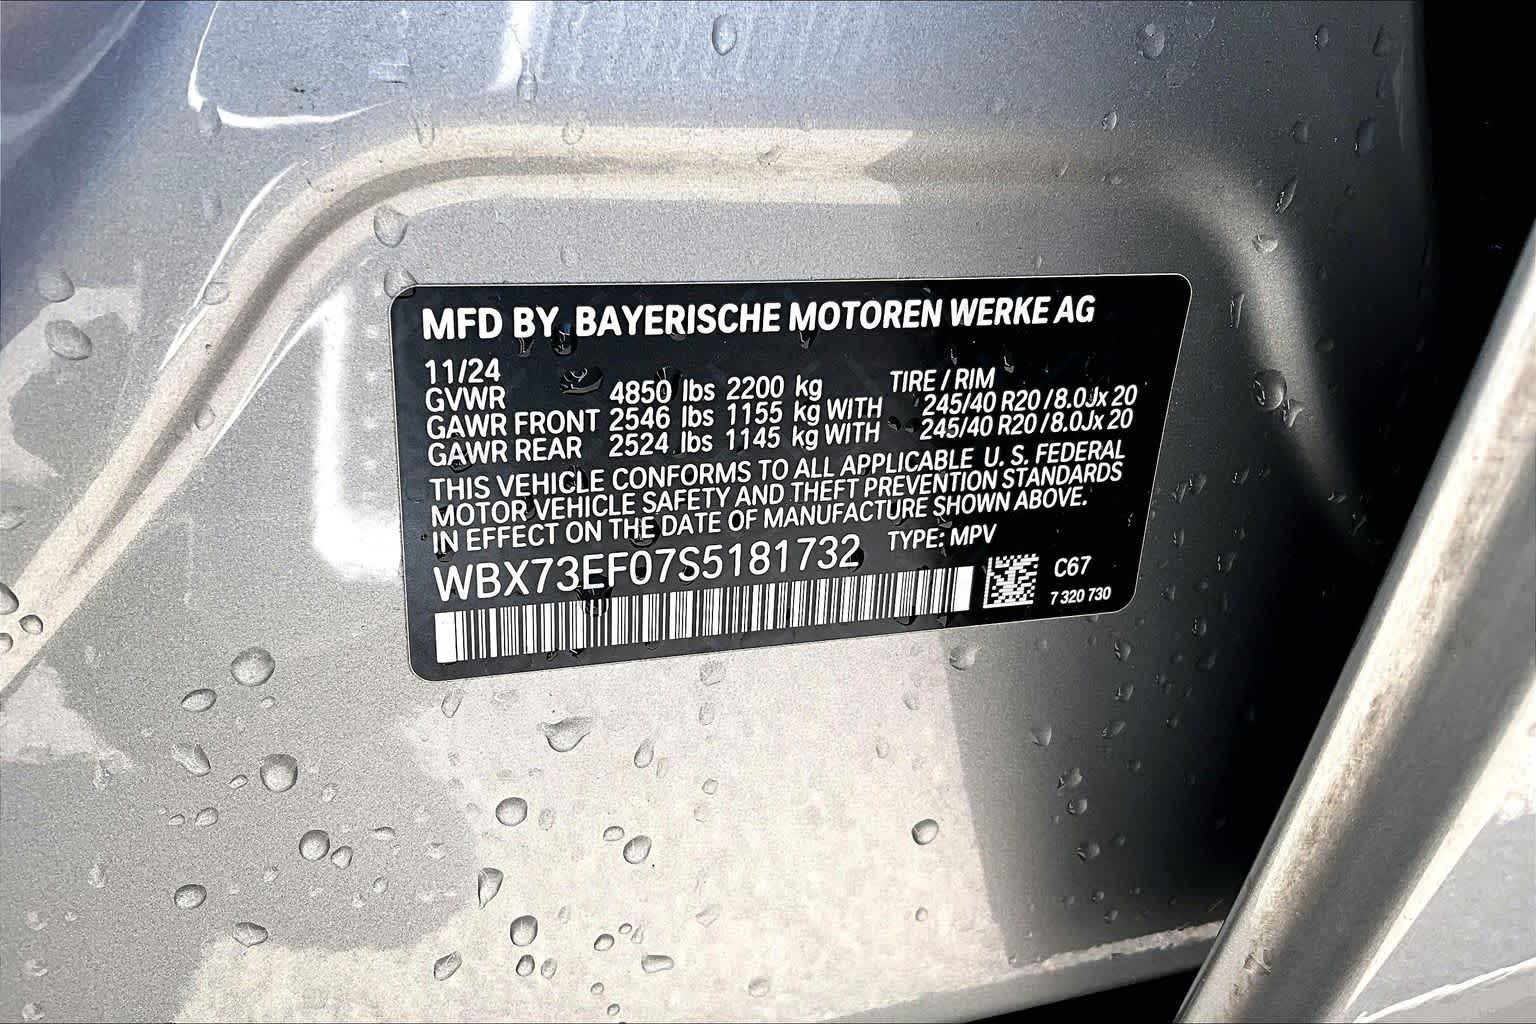 MFD BY BAYERISCHE MOTOREN WERKE AG
11/24 TIRE / RIM
GVWR 4850 lbs 2200 kg
GAWR FRONT 2546 lbs 1155 kg WITH 245/40 R20 / 8.0Jx 20
GAWR REAR 2524 lbs 1145 kg WITH 245/40 R20 / 8.0Jx 20
THIS VEHICLE CONFORMS TO ALL APPLICABLE U. S. FEDERAL
MOTOR VEHICLE SAFETY AND THEFT PREVENTION STANDARDS
IN EFFECT ON THE DATE OF MANUFACTURE SHOWN ABOVE.
WBX73EF07S5181732 TYPE: MPV
C67
7 320 730